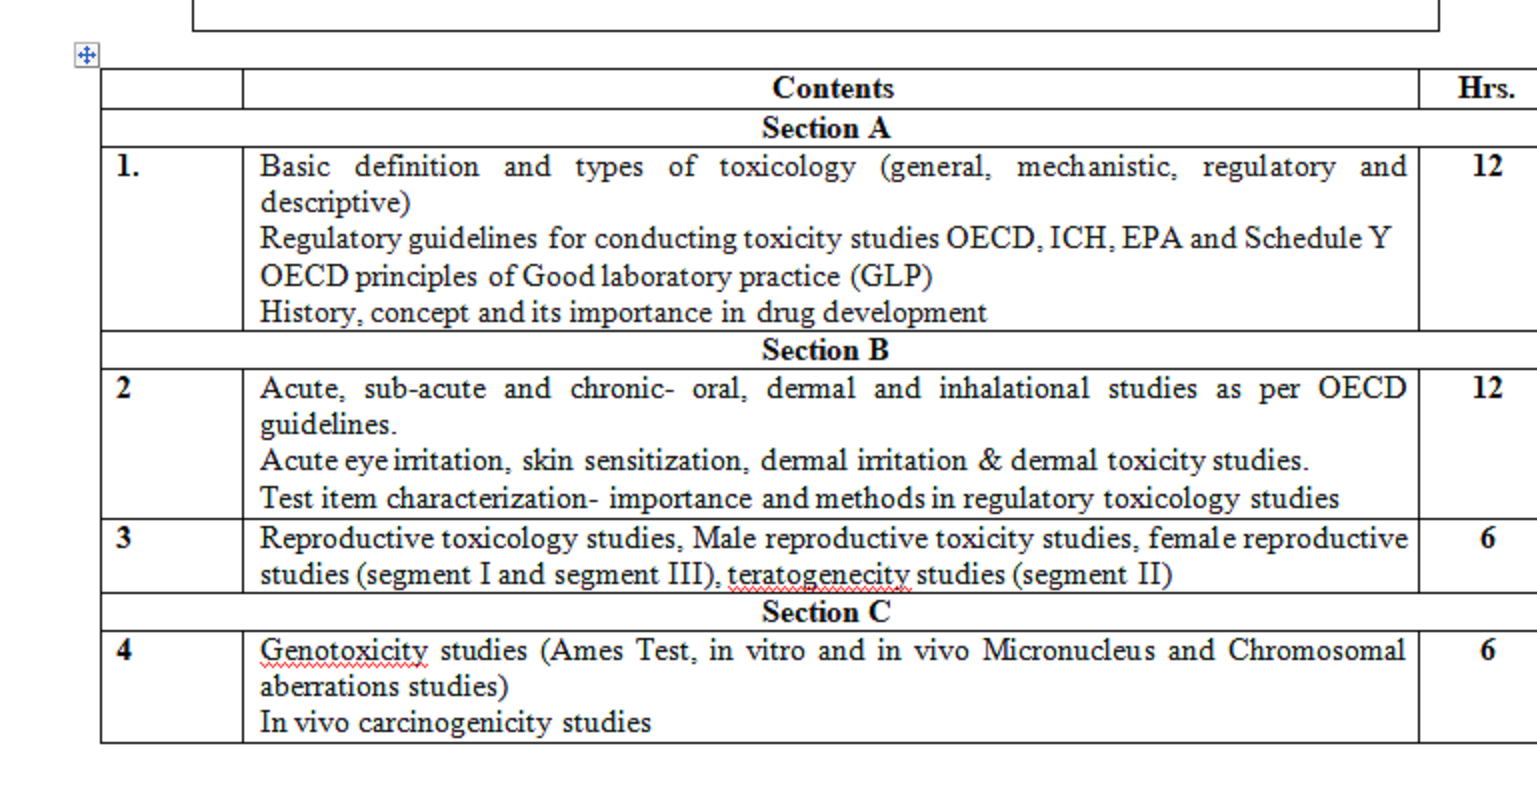 Contents Hrs.
Section A
1. Basic definition and types of toxicology (general, mechanistic, regulatory and 12
descriptive)
Regulatory guidelines for conducting toxicity studies OECD, ICH, EPA and Schedule Y
OECD principles of Good laboratory practice (GLP)
History, concept and its importance in drug development
Section B
2 Acute, sub-acute and chronic- oral, dermal and inhalational studies as per OECD 12
guidelines.
Acute eye irritation, skin sensitization, dermal irritation & dermal toxicity studies.
Test item characterization- importance and methods in regulatory toxicology studies
3 Reproductive toxicology studies, Male reproductive toxicity studies, female reproductive 6
studies (segment I and segment III), teratogenecity studies (segment II)
Section C
4 Genotoxicity studies (Ames Test, in vitro and in vivo Micronucleus and Chromosomal 6
aberrations studies)
In vivo carcinogenicity studies